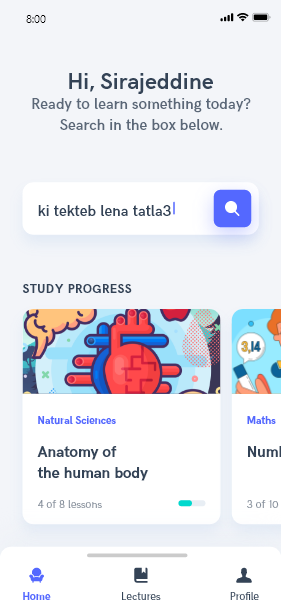 8:00
Hi, Sirajeddine
Ready to learn something today?
Search in the box below.
ki tekteb lena tatla3
STUDY PROGRESS
3,14
Natural Sciences
Maths
Anatomy of
the human body
4 of 8 lessons
3 of 10
Home
Lectures
Profile